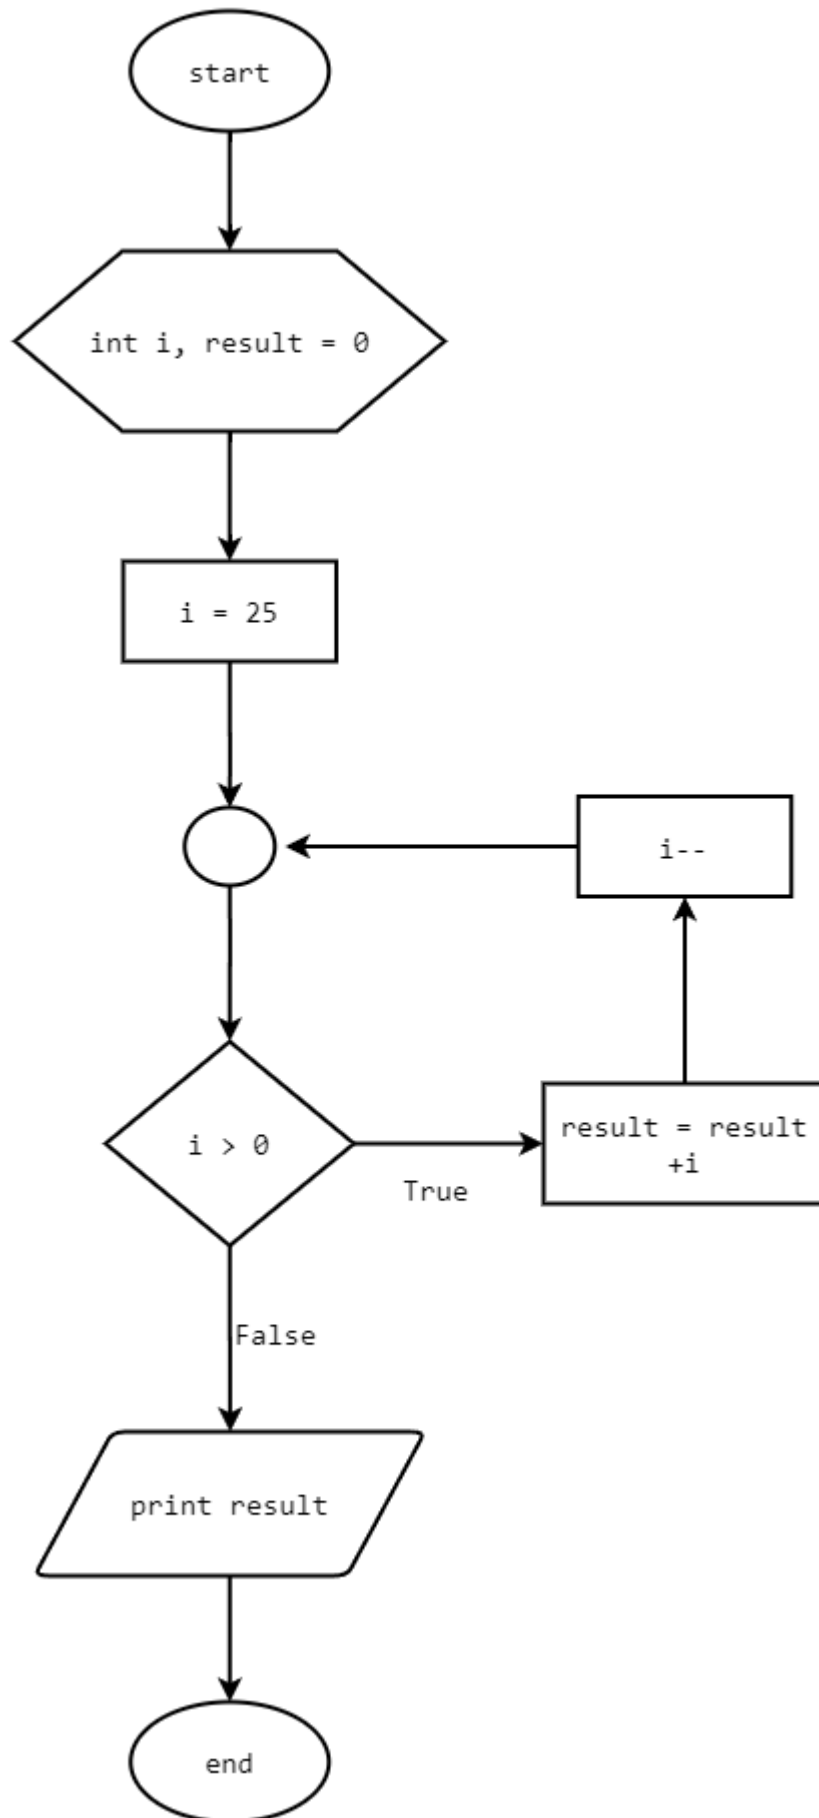 start
int i, result = 0
i = 25
i--
i > 0
True
result = result
+i
False
print result
end